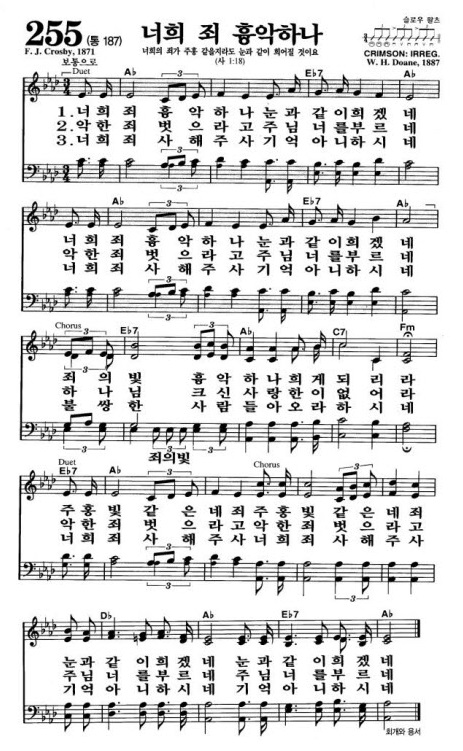 255 (통 187) 너희 죄 흉악하나 슬로우 왈츠
F. J. Crosby, 1871 너희의 죄가 주홍 같을지라도 눈과 같이 희어질 것이요 CRIMSON: IRREG.
보통으로 (사 1:18) W. H. Doane, 1887
Duet A♭ 3 3 E♭7
1.너희 죄 흉 악하나눈과같이희겠 네
2.악한죄 벗 으라고주님너를부르 네
3.너희죄 사 해주사기억아니하시 네
A♭ E♭7 A♭
너희 죄 흉 악하나 눈과 같이희겠 네
악한죄 벗 으라고주님 너를부르 네
너희죄 사 해주사기억 아니하시 네
Chorus 3 E♭7 3 A♭ C7 Fm
죄 의빛 흉 악하나희게 되리 라
하 나님 크 신사랑한이 없어 라
불 쌍한 사 람들아오라 하시 네
3 3
죄의빛
Duet Chorus
E♭7 A♭ 3 3 3
주홍 빛 같 은네죄주홍 빛 같 은네죄
악한죄 벗 으라고악한죄 벗 으라고
너희죄 사 해주사너희죄 사 해주사
3
D♭ A♭ E♭7 A♭
눈과 같 이희겠 네 눈과 같 이희겠 네
주님너 를부르 네 주님너 를부르 네
기억아 니하시 네 기억아 니하시 네
회개와 용서